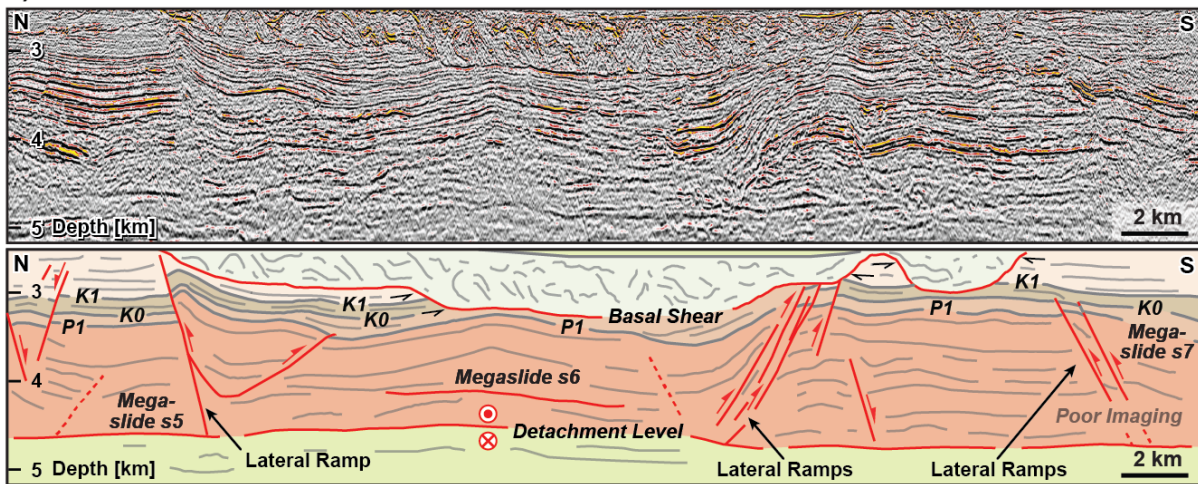 N
S
3
4
5 Depth [km]
2 km
N
S
3
K1
K0
P1
K1
K0
P1
Basal Shear
P1
K1
K0
Mega-
slide s7
4
Mega-
slide s5
Megaslide s6
Poor Imaging
Detachment Level
5 Depth [km]
Lateral Ramp
Lateral Ramps
Lateral Ramps
2 km